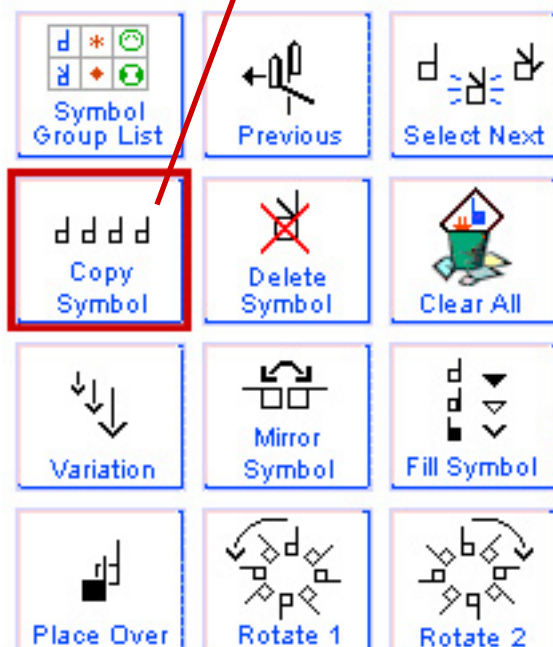 Symbol
Group List
Previous
Select Next
Copy
Symbol
Delete
Symbol
Clear All
Variation
Mirror
Symbol
Fill Symbol
Place Over
Rotate 1
Rotate 2